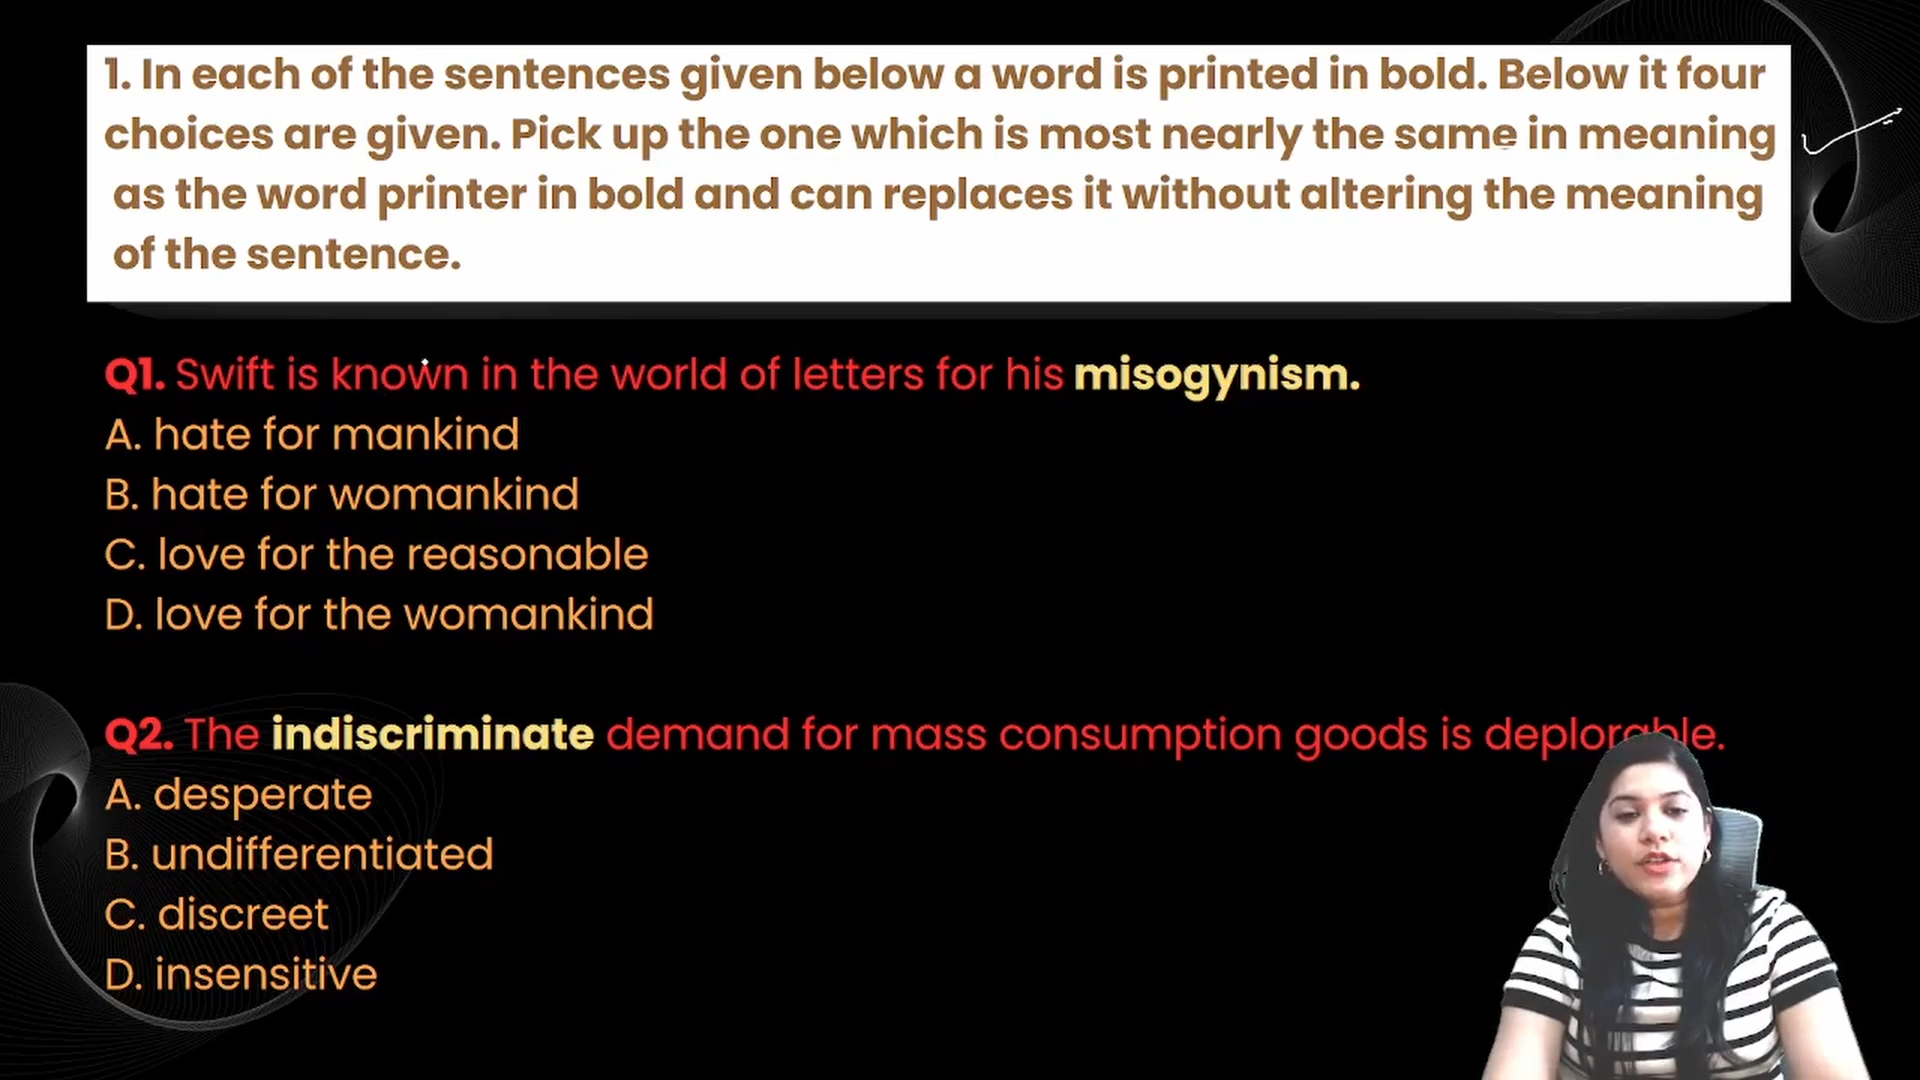 1. In each of the sentences given below a word is printed in bold. Below it four
choices are given. Pick up the one which is most nearly the same in meaning
as the word printer in bold and can replaces it without altering the meaning
of the sentence.
Q1. Swift is known in the world of letters for his misogynism.
A. hate for mankind
B. hate for womankind
C. love for the reasonable
D. love for the womankind
Q2. The indiscriminate demand for mass consumption goods is deplorable.
A. desperate
B. undifferentiated
C. discreet
D. insensitive